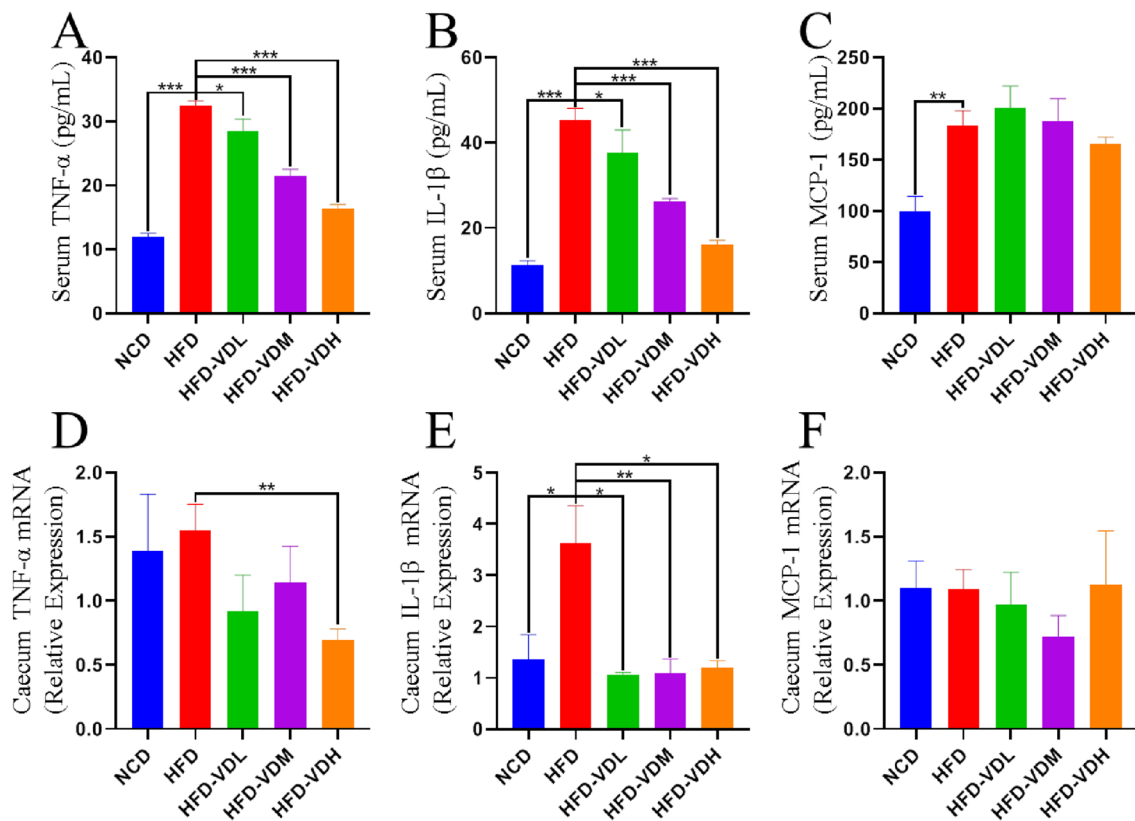 A
Serum TNF-α (pg/mL)
40
30
20
10
0
***
***
***
*
NCD
HFD
HFD-VDL
HFD-VDM
HFD-VDH
B
Serum IL-1β (pg/mL)
60
40
20
0
***
***
***
*
NCD
HFD
HFD-VDL
HFD-VDM
HFD-VDH
C
Serum MCP-1 (pg/mL)
250
200
150
100
50
0
**
NCD
HFD
HFD-VDL
HFD-VDM
HFD-VDH
D
Caecum TNF-α mRNA
(Relative Expression)
2.0
1.5
1.0
0.5
0.0
**
NCD
HFD
HFD-VDL
HFD-VDM
HFD-VDH
E
Caecum IL-1β mRNA
(Relative Expression)
5
4
3
2
1
0
*
**
*
*
NCD
HFD
HFD-VDL
HFD-VDM
HFD-VDH
F
Caecum MCP-1 mRNA
(Relative Expression)
2.0
1.5
1.0
0.5
0.0
NCD
HFD
HFD-VDL
HFD-VDM
HFD-VDH